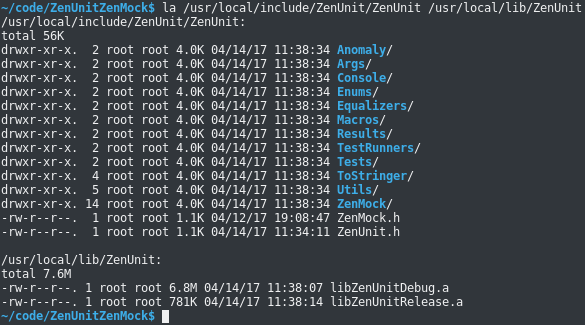 ~/code/ZenUnitZenMock$ la /usr/local/include/ZenUnit/ZenUnit /usr/local/lib/ZenUnit
/usr/local/include/ZenUnit/ZenUnit:
total 56K
drwxr-xr-x.  2 root root 4.0K 04/14/17 11:38:34 Anomaly/
drwxr-xr-x.  2 root root 4.0K 04/14/17 11:38:34 Args/
drwxr-xr-x.  2 root root 4.0K 04/14/17 11:38:34 Console/
drwxr-xr-x.  2 root root 4.0K 04/14/17 11:38:34 Enums/
drwxr-xr-x.  2 root root 4.0K 04/14/17 11:38:34 Equalizers/
drwxr-xr-x.  2 root root 4.0K 04/14/17 11:38:34 Macros/
drwxr-xr-x.  2 root root 4.0K 04/14/17 11:38:34 Results/
drwxr-xr-x.  2 root root 4.0K 04/14/17 11:38:34 TestRunners/
drwxr-xr-x.  2 root root 4.0K 04/14/17 11:38:34 Tests/
drwxr-xr-x.  4 root root 4.0K 04/14/17 11:38:34 ToStringer/
drwxr-xr-x.  5 root root 4.0K 04/14/17 11:38:34 Utils/
drwxr-xr-x. 14 root root 4.0K 04/14/17 11:38:34 ZenMock/
-rw-r--r--.  1 root root 1.1K 04/12/17 19:08:47 ZenMock.h
-rw-r--r--.  1 root root 1.1K 04/14/17 11:34:11 ZenUnit.h

/usr/local/lib/ZenUnit:
total 7.6M
-rw-r--r--. 1 root root 6.8M 04/14/17 11:38:07 libZenUnitDebug.a
-rw-r--r--. 1 root root 781K 04/14/17 11:38:14 libZenUnitRelease.a
~/code/ZenUnitZenMock$